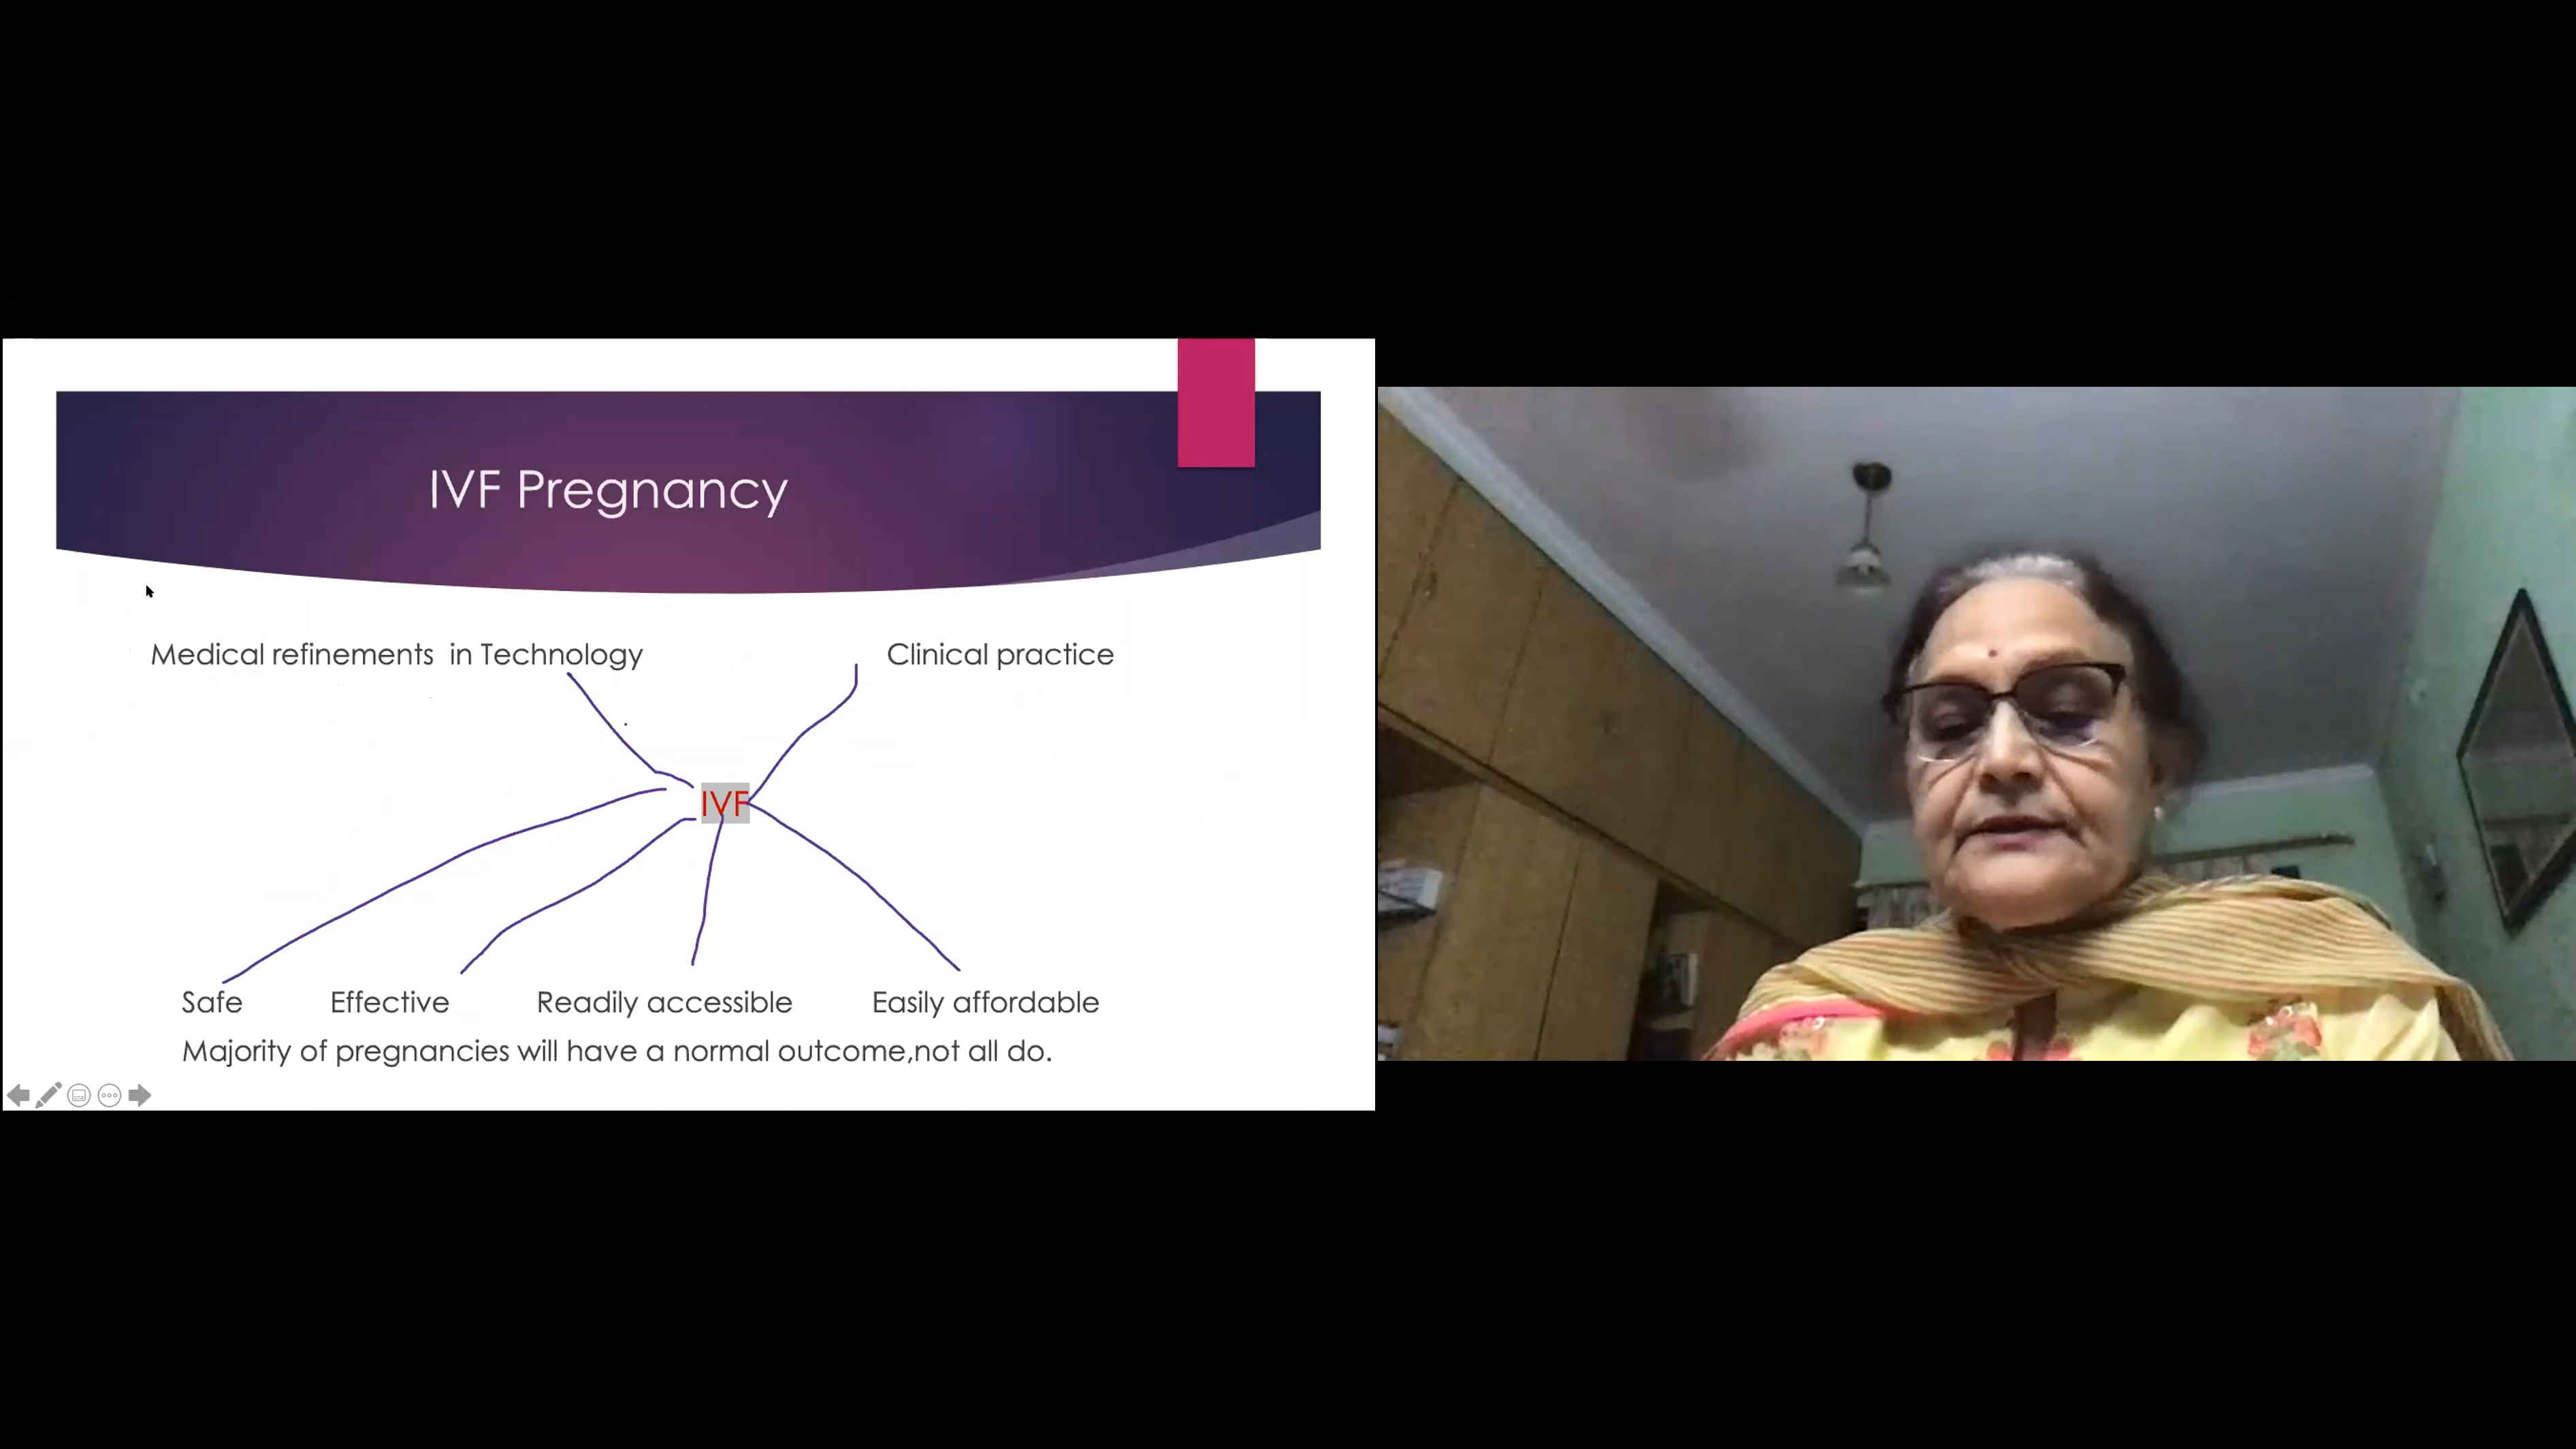 IVF Pregnancy
Medical refinements in Technology Clinical practice
IVF
Safe Effective Readily accessible Easily affordable
Majority of pregnancies will have a normal outcome,not all do.